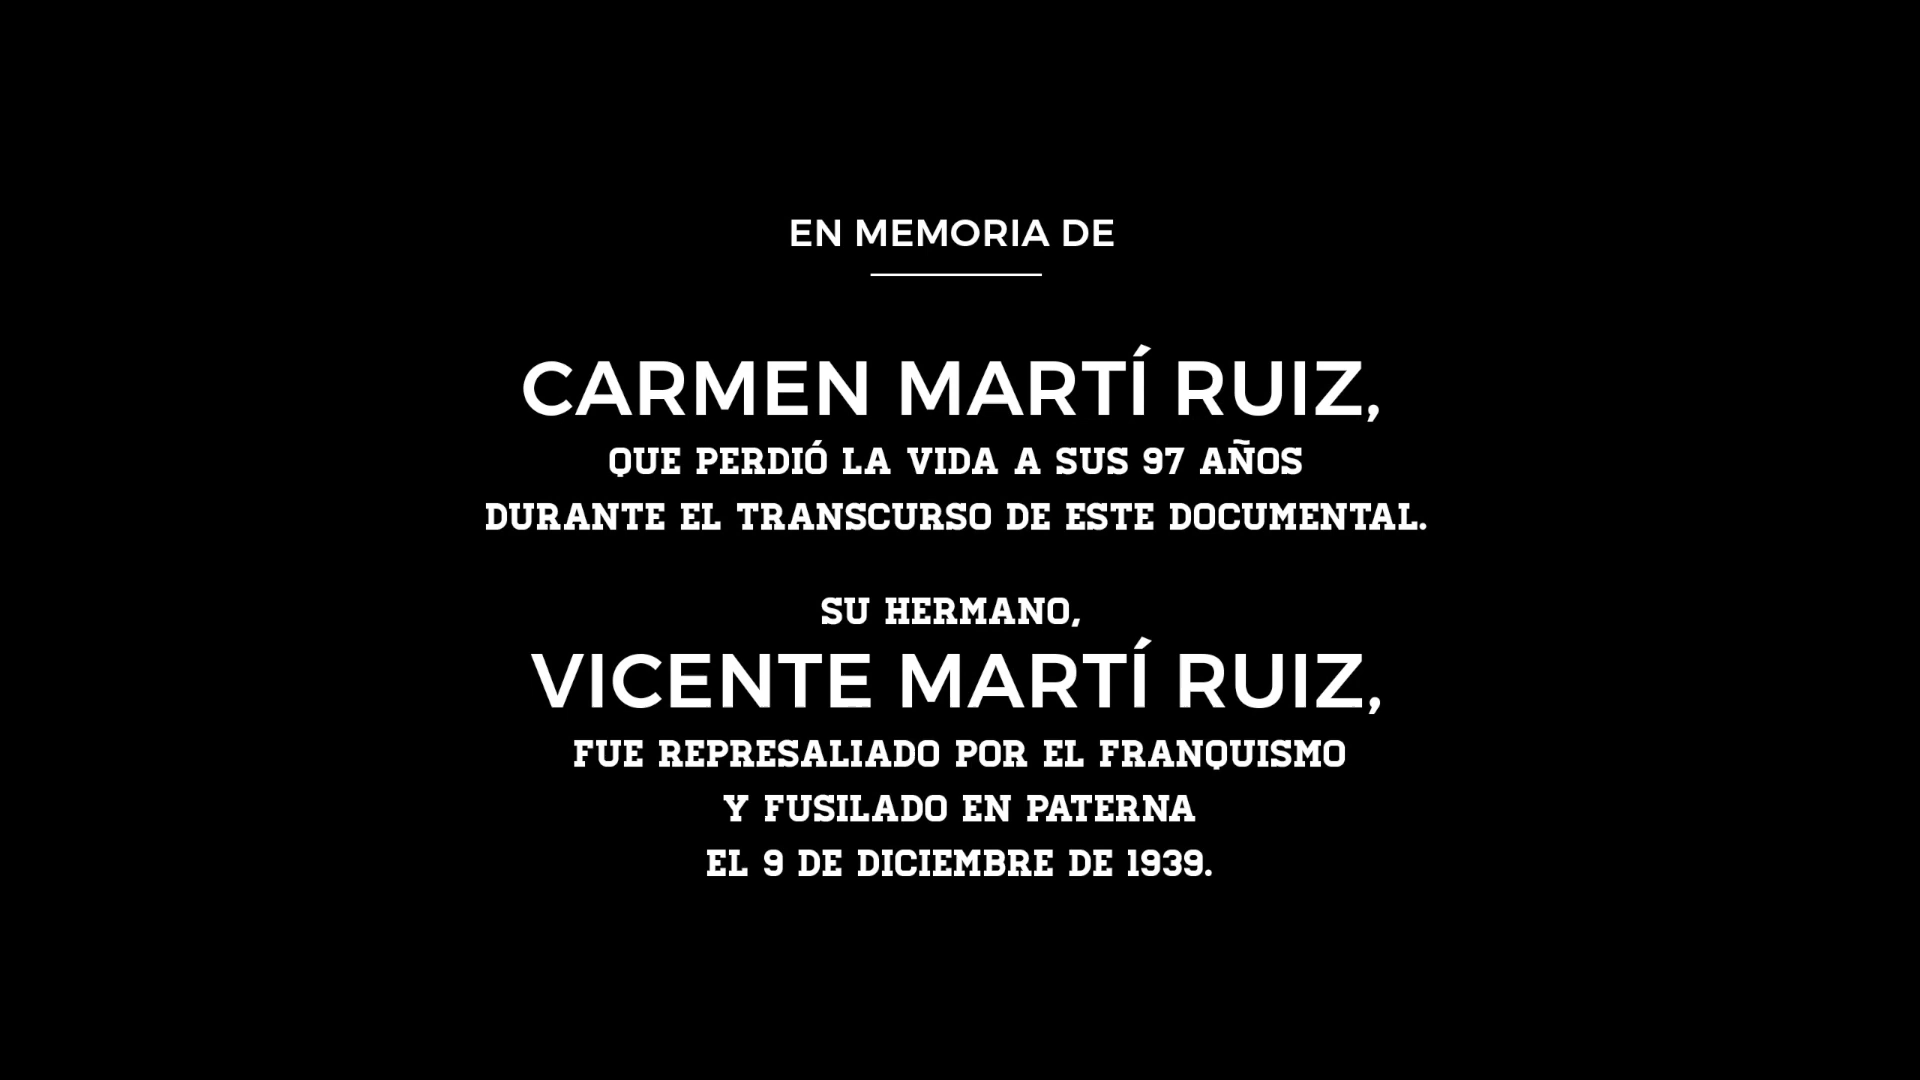 EN MEMORIA DE
CARMEN MARTÍ RUIZ,
QUE PERDIÓ LA VIDA A SUS 97 AÑOS
DURANTE EL TRANSCURSO DE ESTE DOCUMENTAL.
SU HERMANO,
VICENTE MARTÍ RUIZ,
FUE REPRESALIADO POR EL FRANQUISMO
Y FUSILADO EN PATERNA
EL 9 DE DICIEMBRE DE 1939.